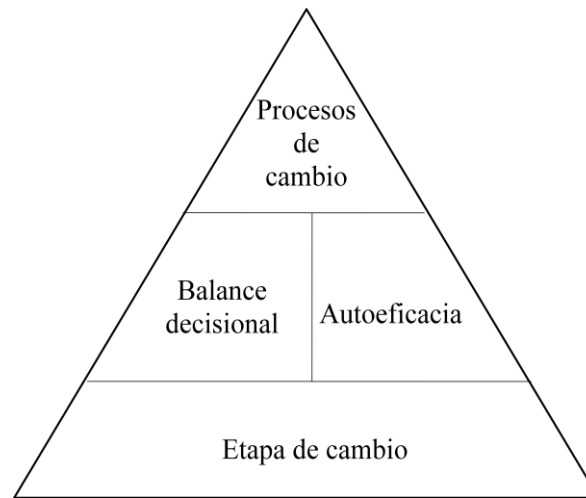 Procesos
de
cambio
Balance
decisional
Autoeficacia
Etapa de cambio